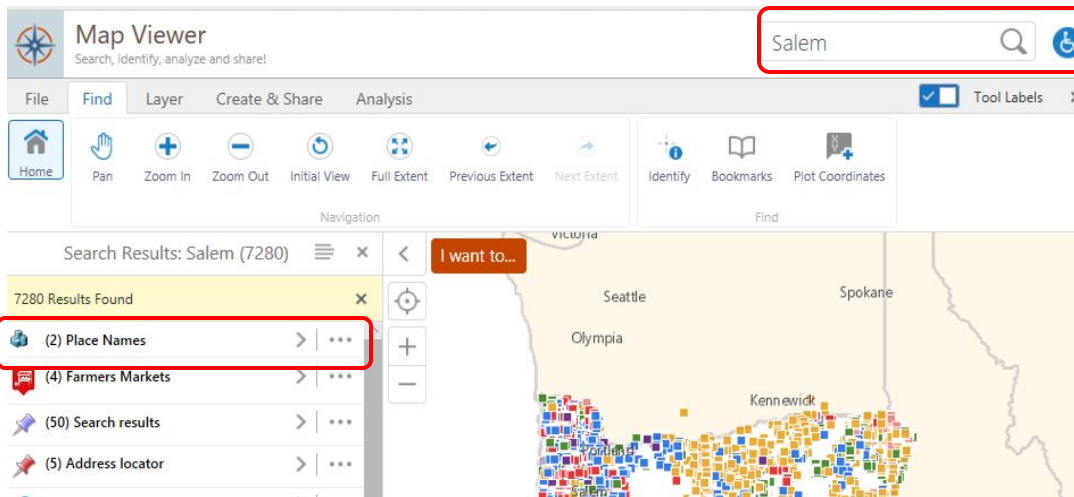 Map Viewer
Search, identify, analyze and share!
Salem
File Find Layer Create & Share Analysis
Tool Labels
Home
Pan Zoom In Zoom Out Initial View Full Extent Previous Extent Next Extent Identify Bookmarks Plot Coordinates
Navigation Find
Search Results: Salem (7280)
I want to...
7280 Results Found
(2) Place Names
(4) Farmers Markets
(50) Search results
(5) Address locator
Victoria
Seattle Spokane
Olympia
Kennewick
Portland
Salem